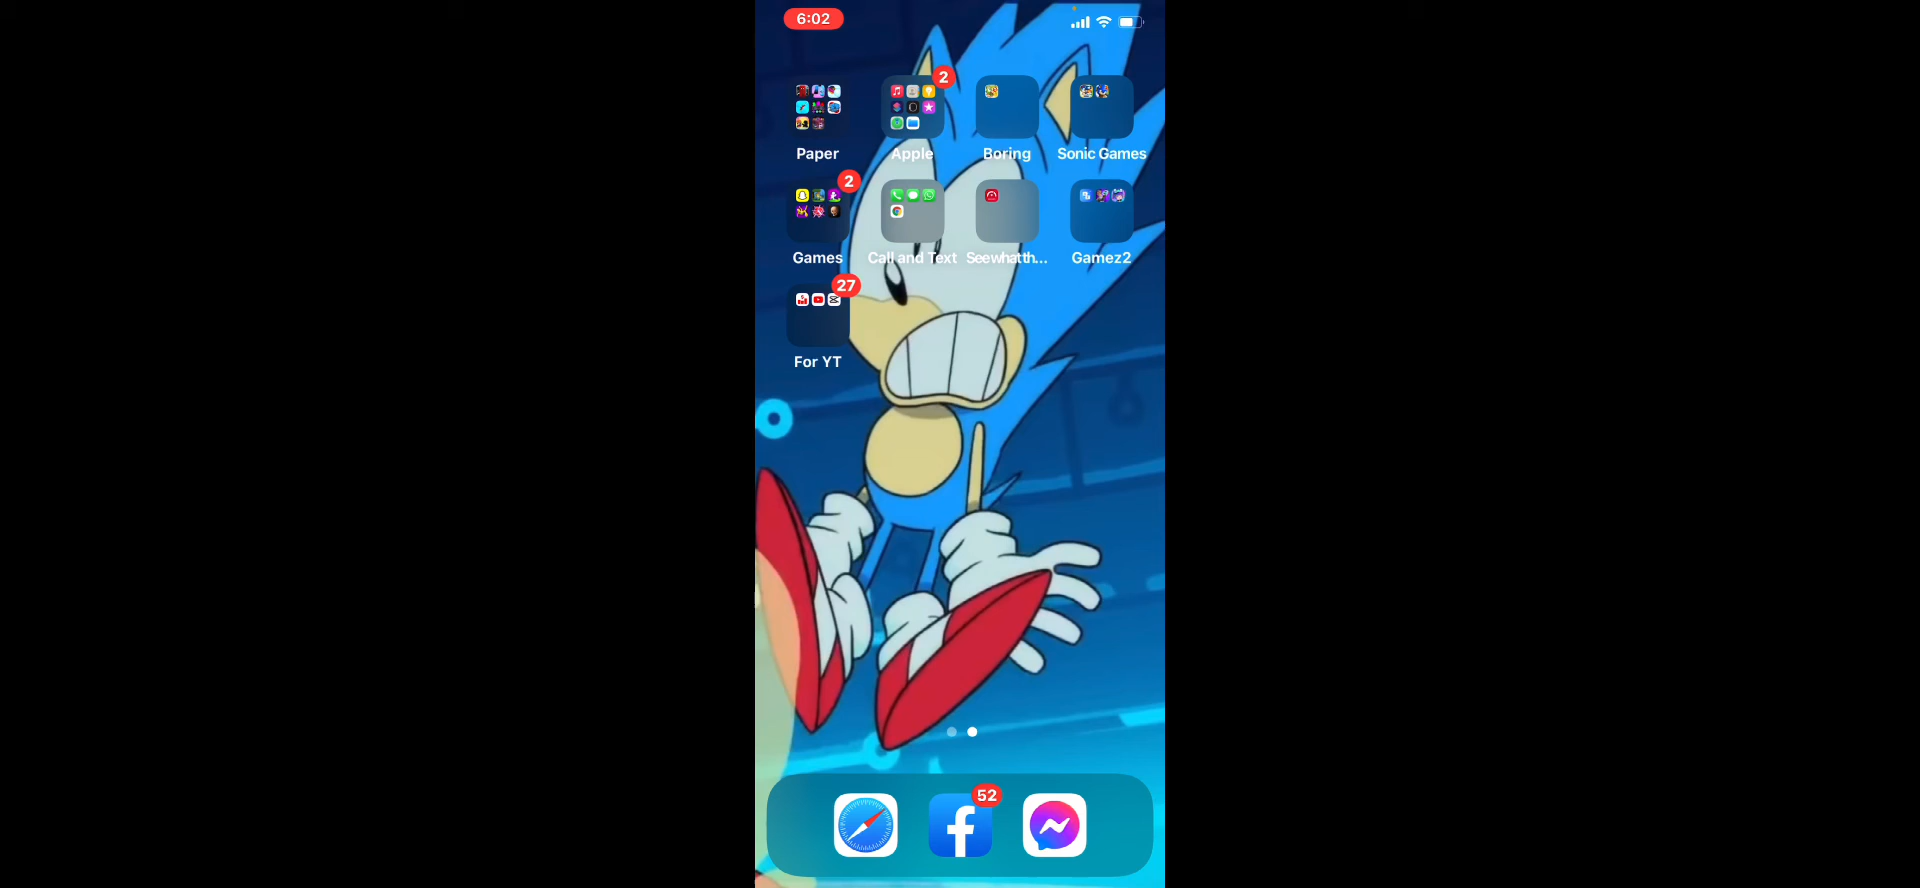 6:02
2
Paper
Apple
Boring
Sonic Games
2
Games
Call and Text
Seewhatth...
Gamez2
27
For YT
52